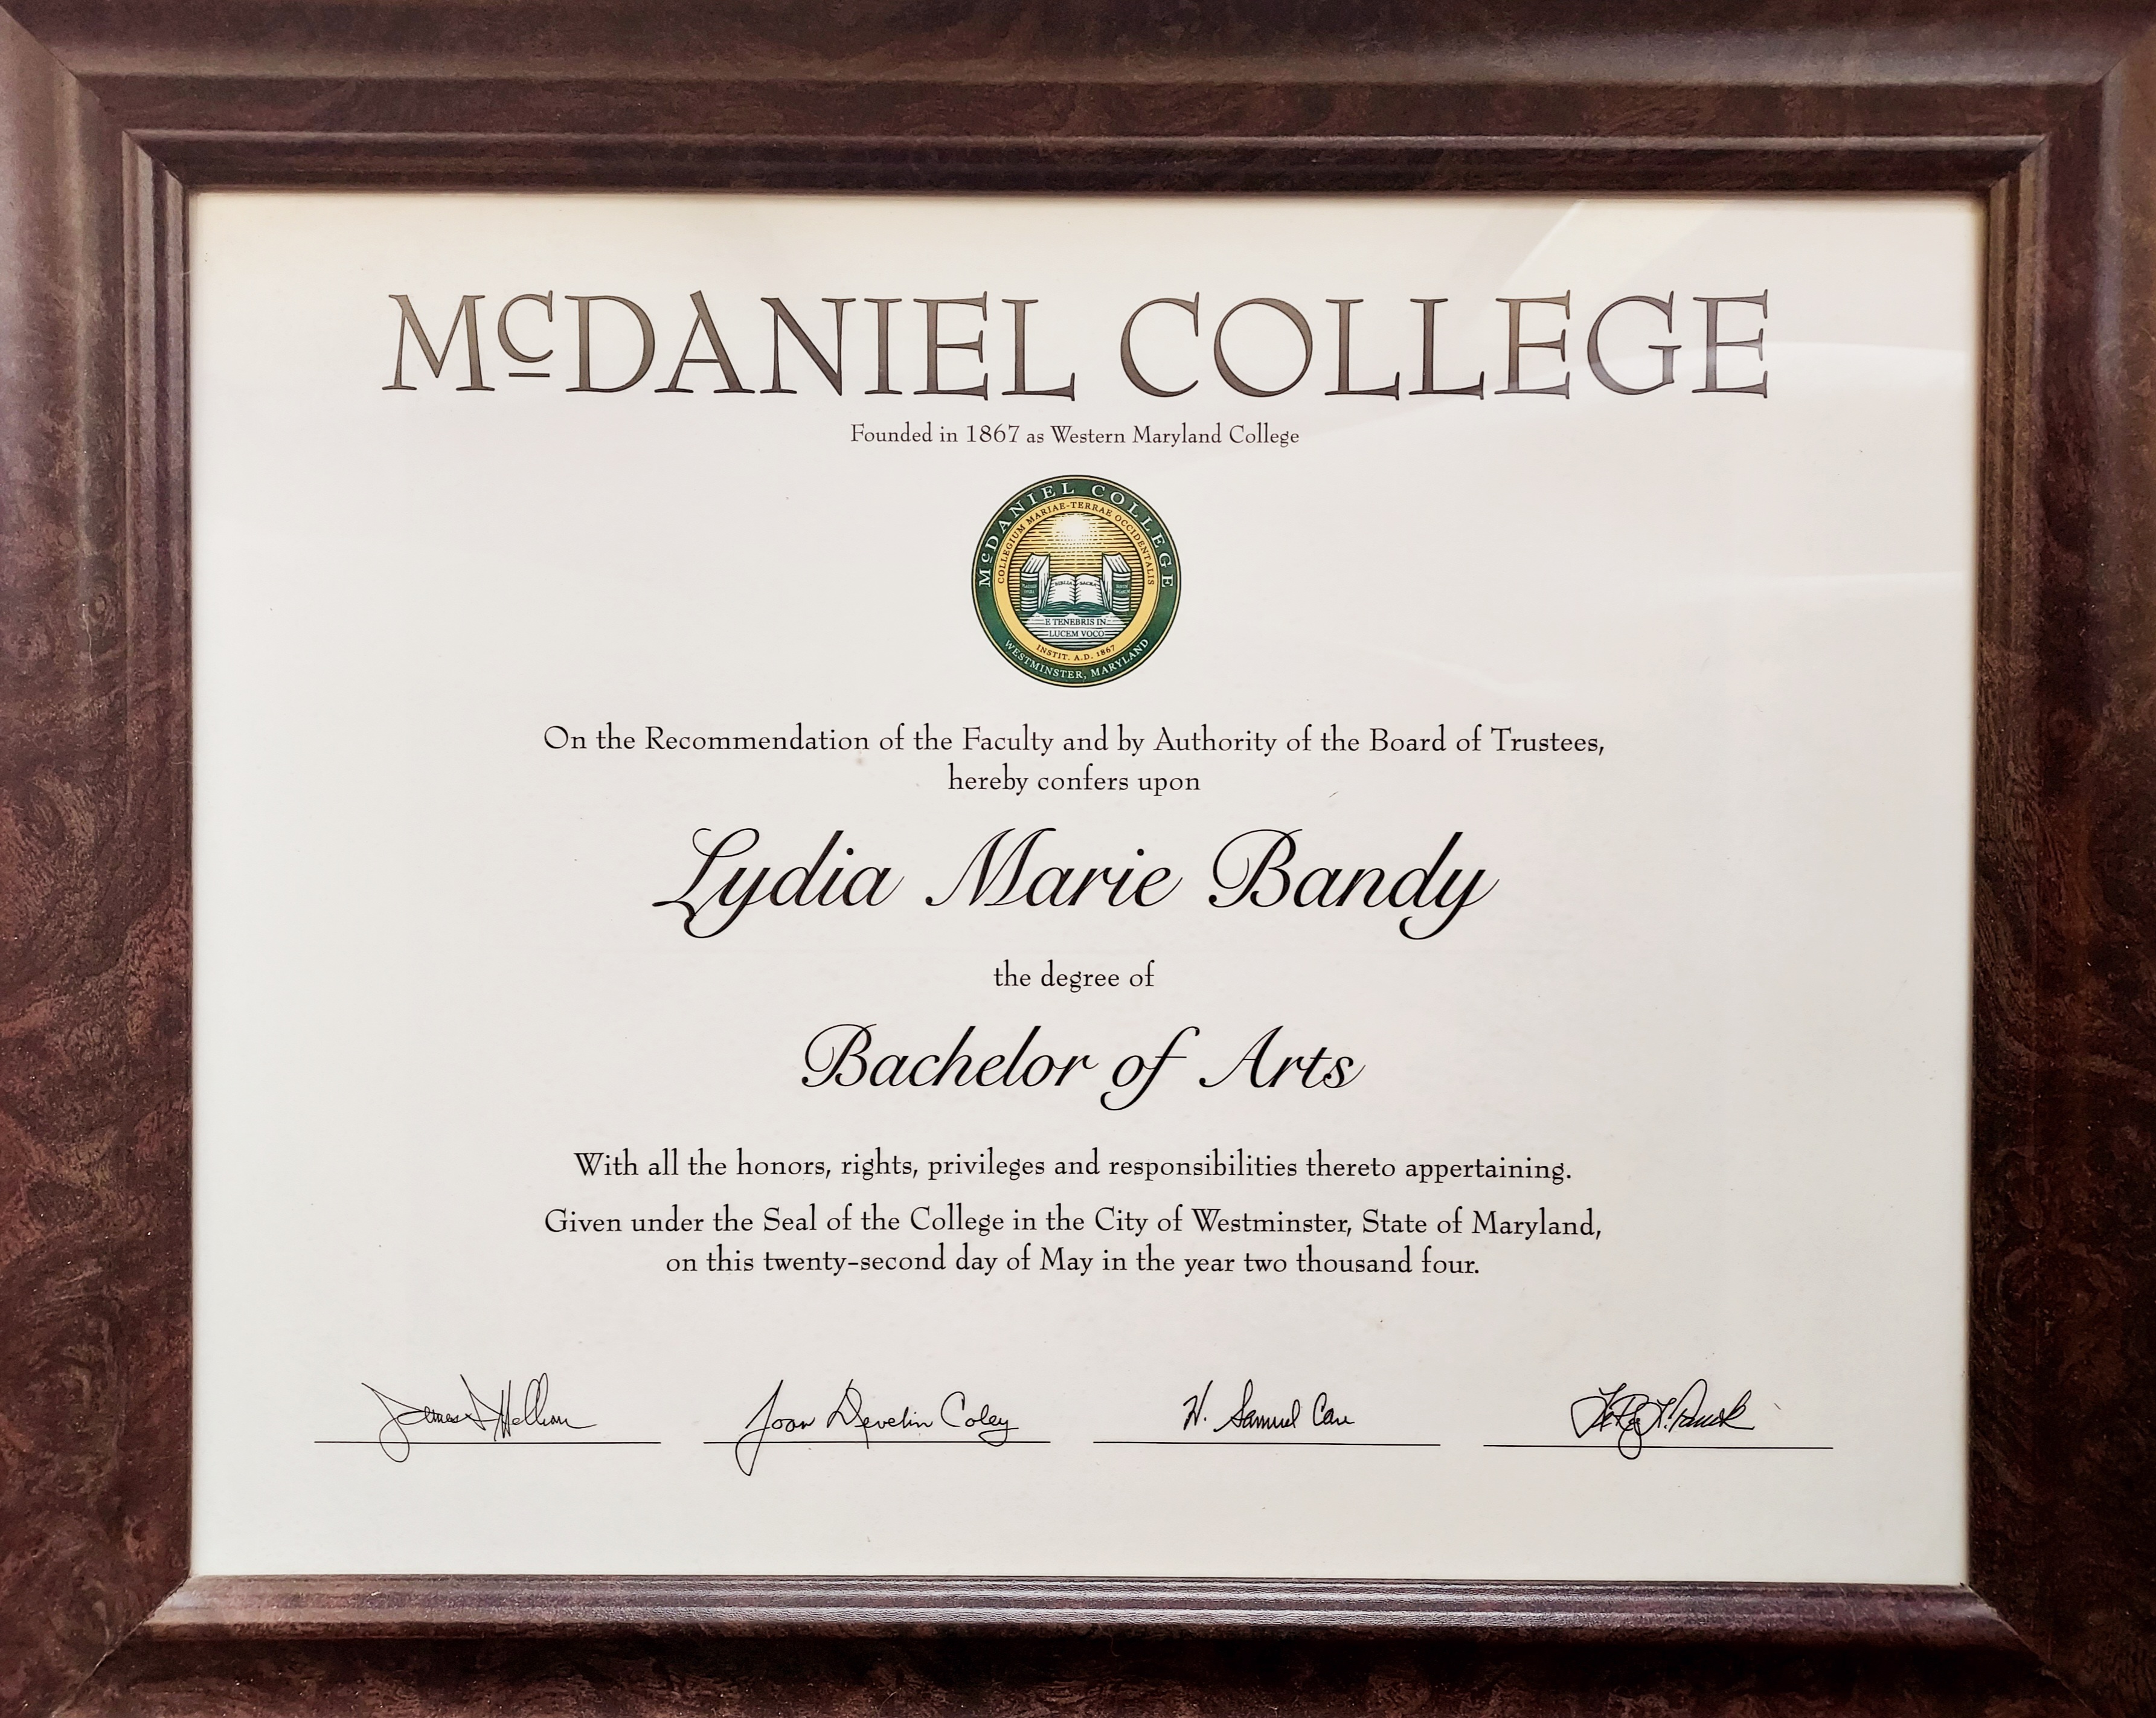 McDANIEL COLLEGE
Founded in 1867 as Western Maryland College
McDANIEL COLLEGE
COLLEGIUM MARIAE-TERRAE OCCIDENTALIS
BIBLIA SACRA
E TENEBRIS IN
LUCEM VOCO
INSTIT. A.D. 1867
WESTMINSTER, MARYLAND
On the Recommendation of the Faculty and by Authority of the Board of Trustees,
hereby confers upon
Lydia Marie Bandy
the degree of
Bachelor of Arts
With all the honors, rights, privileges and responsibilities thereto appertaining.
Given under the Seal of the College in the City of Westminster, State of Maryland,
on this twenty-second day of May in the year two thousand four.
James Joan Develin Coley H. Samuel Case